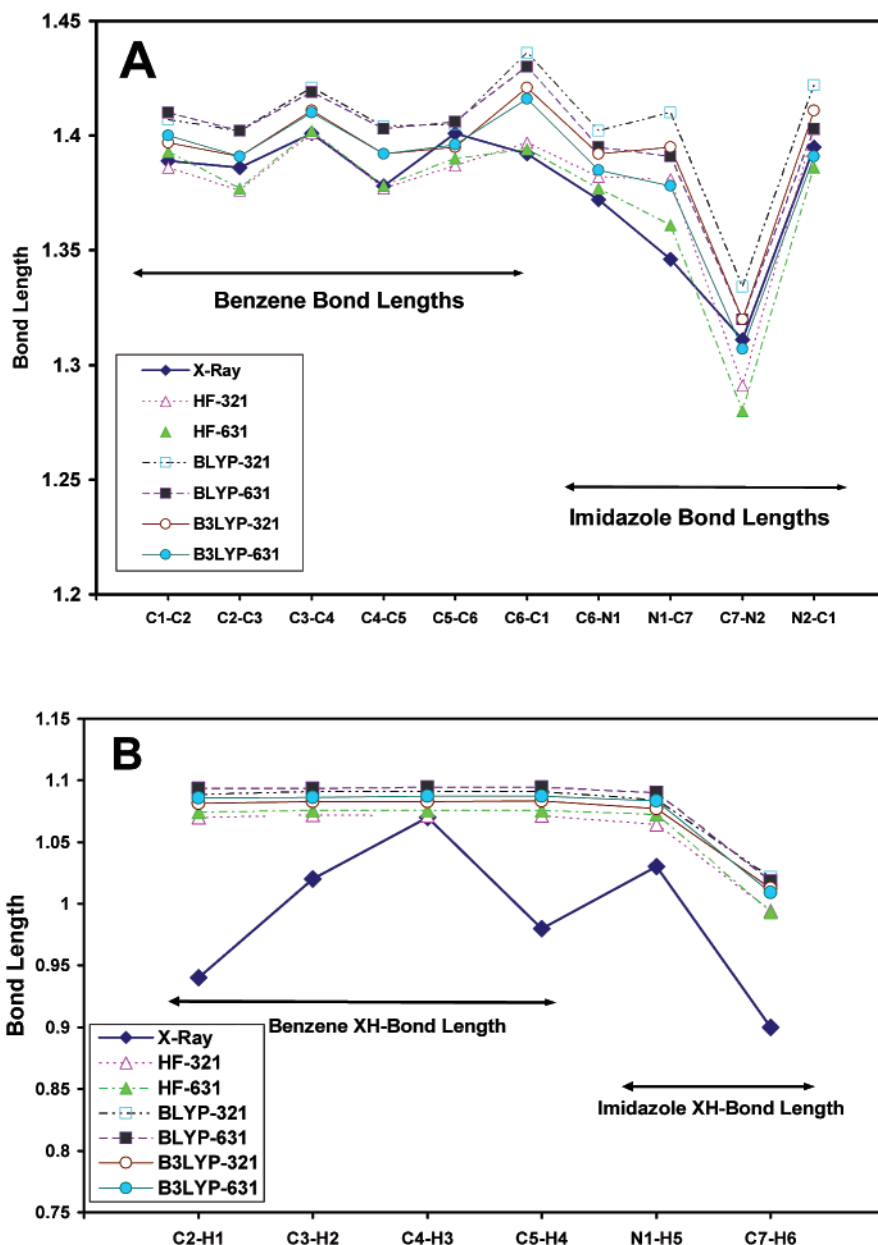 A
1.45
1.4
1.35
1.3
1.25
1.2
Bond Length
Benzene Bond Lengths
Imidazole Bond Lengths
X-Ray
HF-321
HF-631
BLYP-321
BLYP-631
B3LYP-321
B3LYP-631
C1-C2 C2-C3 C3-C4 C4-C5 C5-C6 C6-C1 C6-N1 N1-C7 C7-N2 N2-C1
B
1.15
1.1
1.05
1
0.95
0.9
0.85
0.8
0.75
Bond Length
Benzene XH-Bond Length
Imidazole XH-Bond Length
X-Ray
HF-321
HF-631
BLYP-321
BLYP-631
B3LYP-321
B3LYP-631
C2-H1 C3-H2 C4-H3 C5-H4 N1-H5 C7-H6